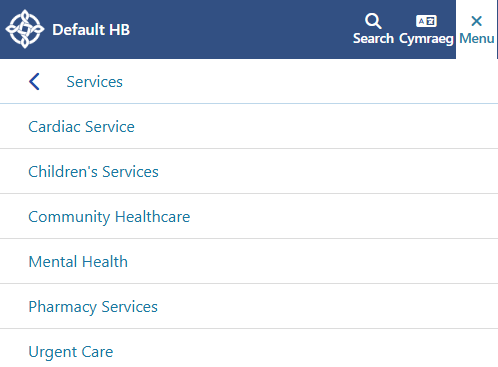 Default HB
Search Cymraeg Menu
Services
Cardiac Service
Children's Services
Community Healthcare
Mental Health
Pharmacy Services
Urgent Care